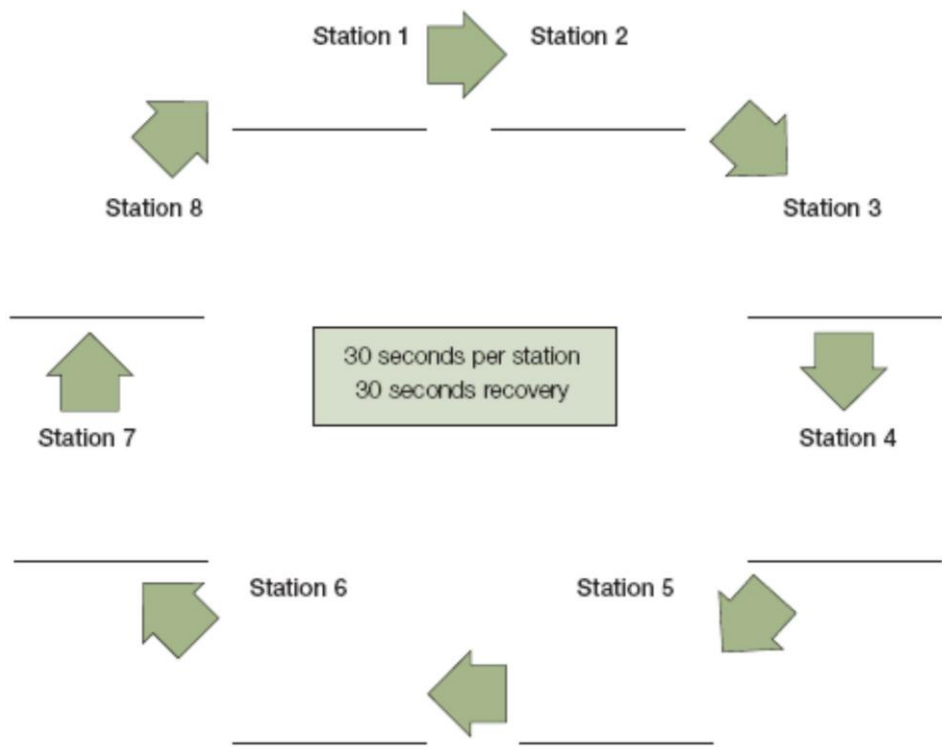 Station 1
Station 2
Station 8
Station 3
30 seconds per station
30 seconds recovery
Station 7
Station 4
Station 6
Station 5